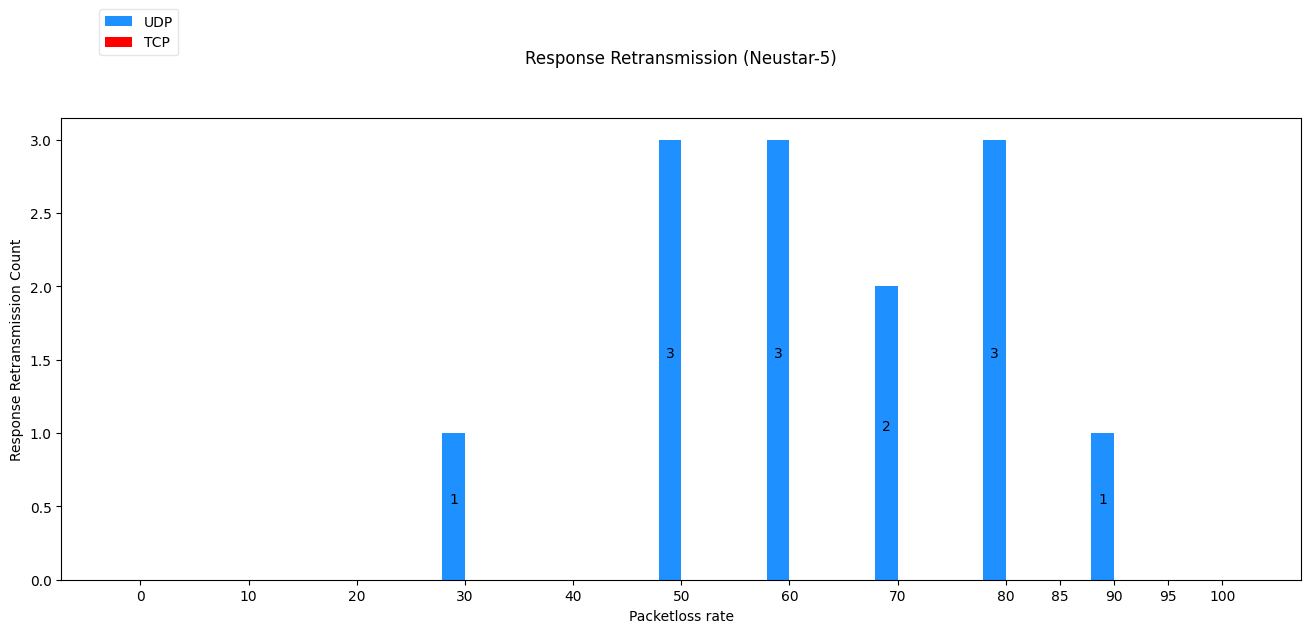 UDP
TCP
Response Retransmission (Neustar-5)
3.0
2.5
2.0
1.5
1.0
0.5
0.0
Response Retransmission Count
1
3
3
2
3
1
0 10 20 30 40 50 60 70 80 85 90 95 100
Packetloss rate